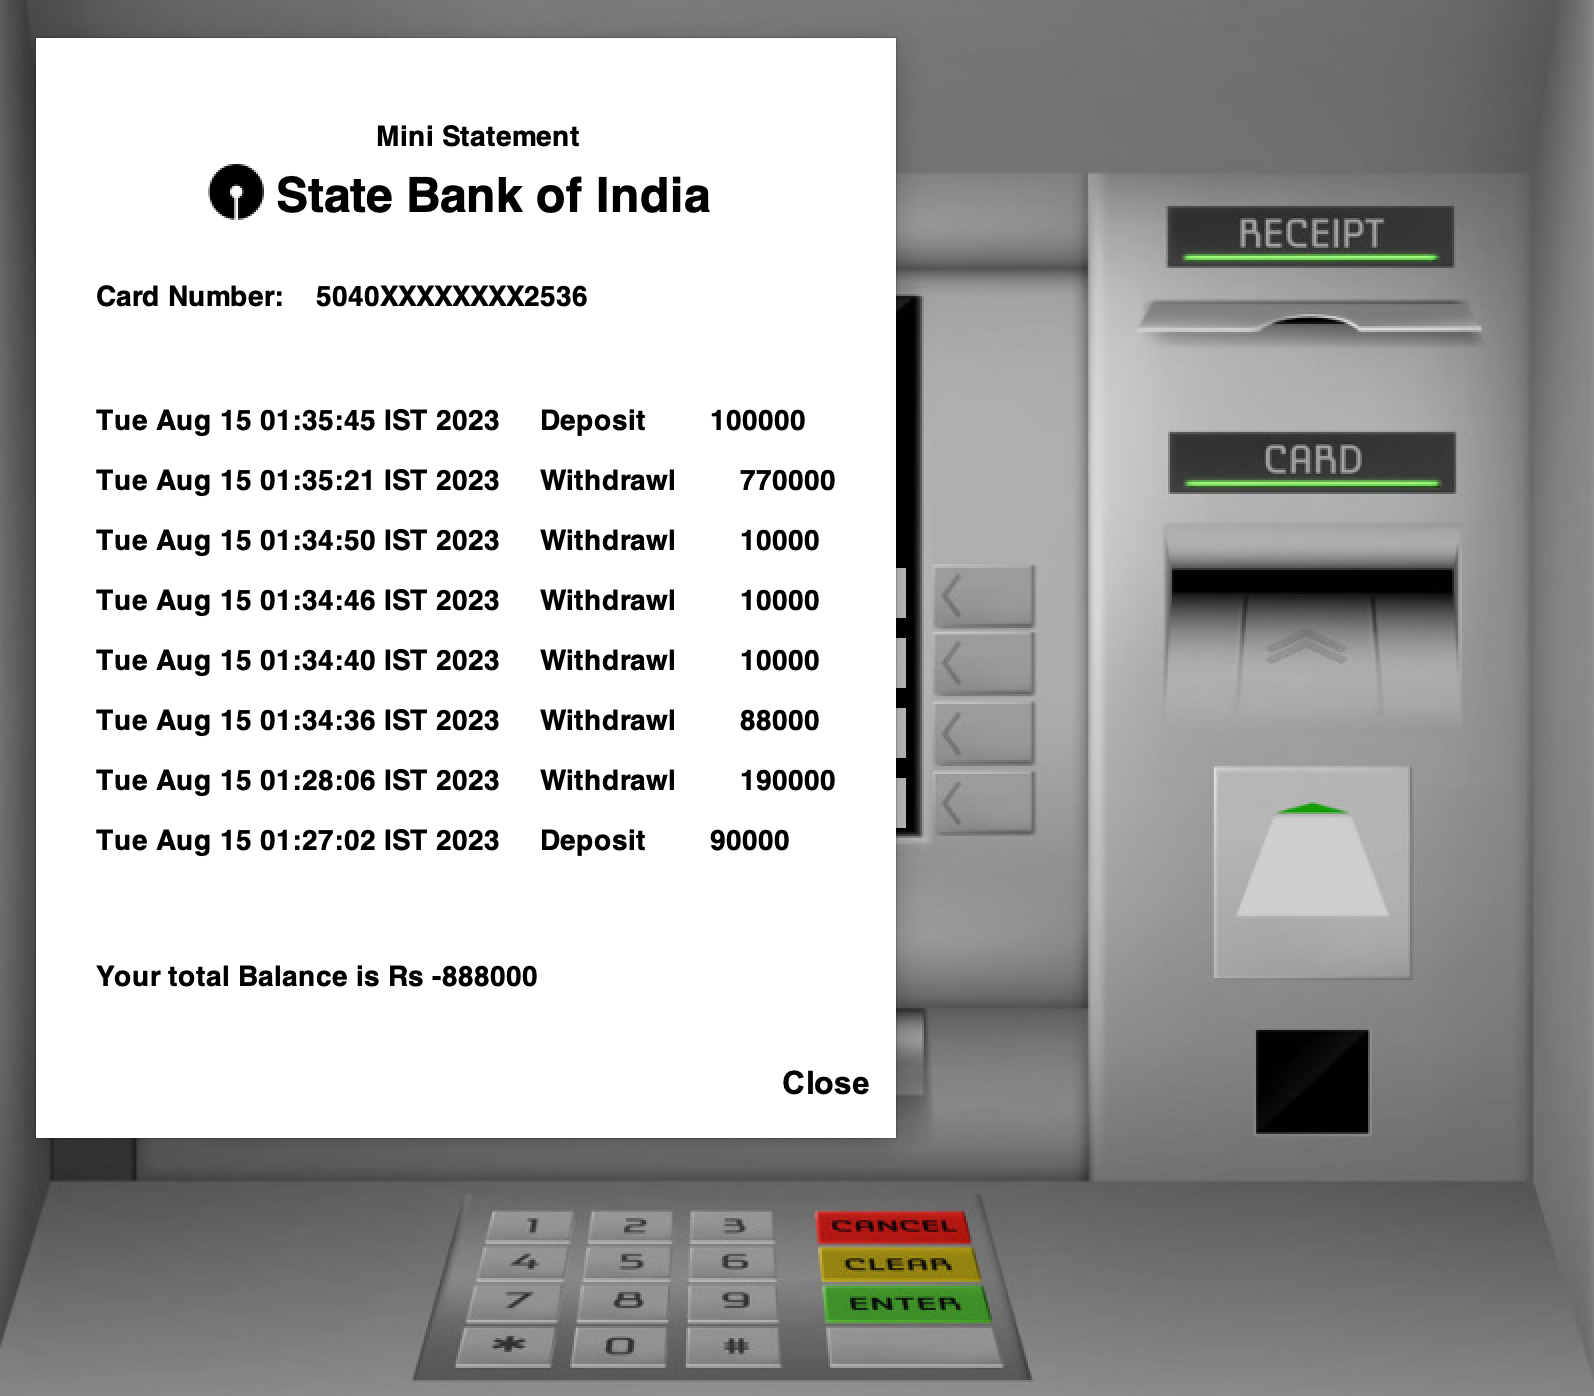 Mini Statement
State Bank of India
Card Number: 5040XXXXXXXX2536
Tue Aug 15 01:35:45 IST 2023 Deposit 100000
Tue Aug 15 01:35:21 IST 2023 Withdrawl 770000
Tue Aug 15 01:34:50 IST 2023 Withdrawl 10000
Tue Aug 15 01:34:46 IST 2023 Withdrawl 10000
Tue Aug 15 01:34:40 IST 2023 Withdrawl 10000
Tue Aug 15 01:34:36 IST 2023 Withdrawl 88000
Tue Aug 15 01:28:06 IST 2023 Withdrawl 190000
Tue Aug 15 01:27:02 IST 2023 Deposit 90000
Your total Balance is Rs -888000
Close
RECEIPT
CARD
1 2 3 CANCEL
4 5 6 CLEAR
7 8 9 ENTER
* 0 #